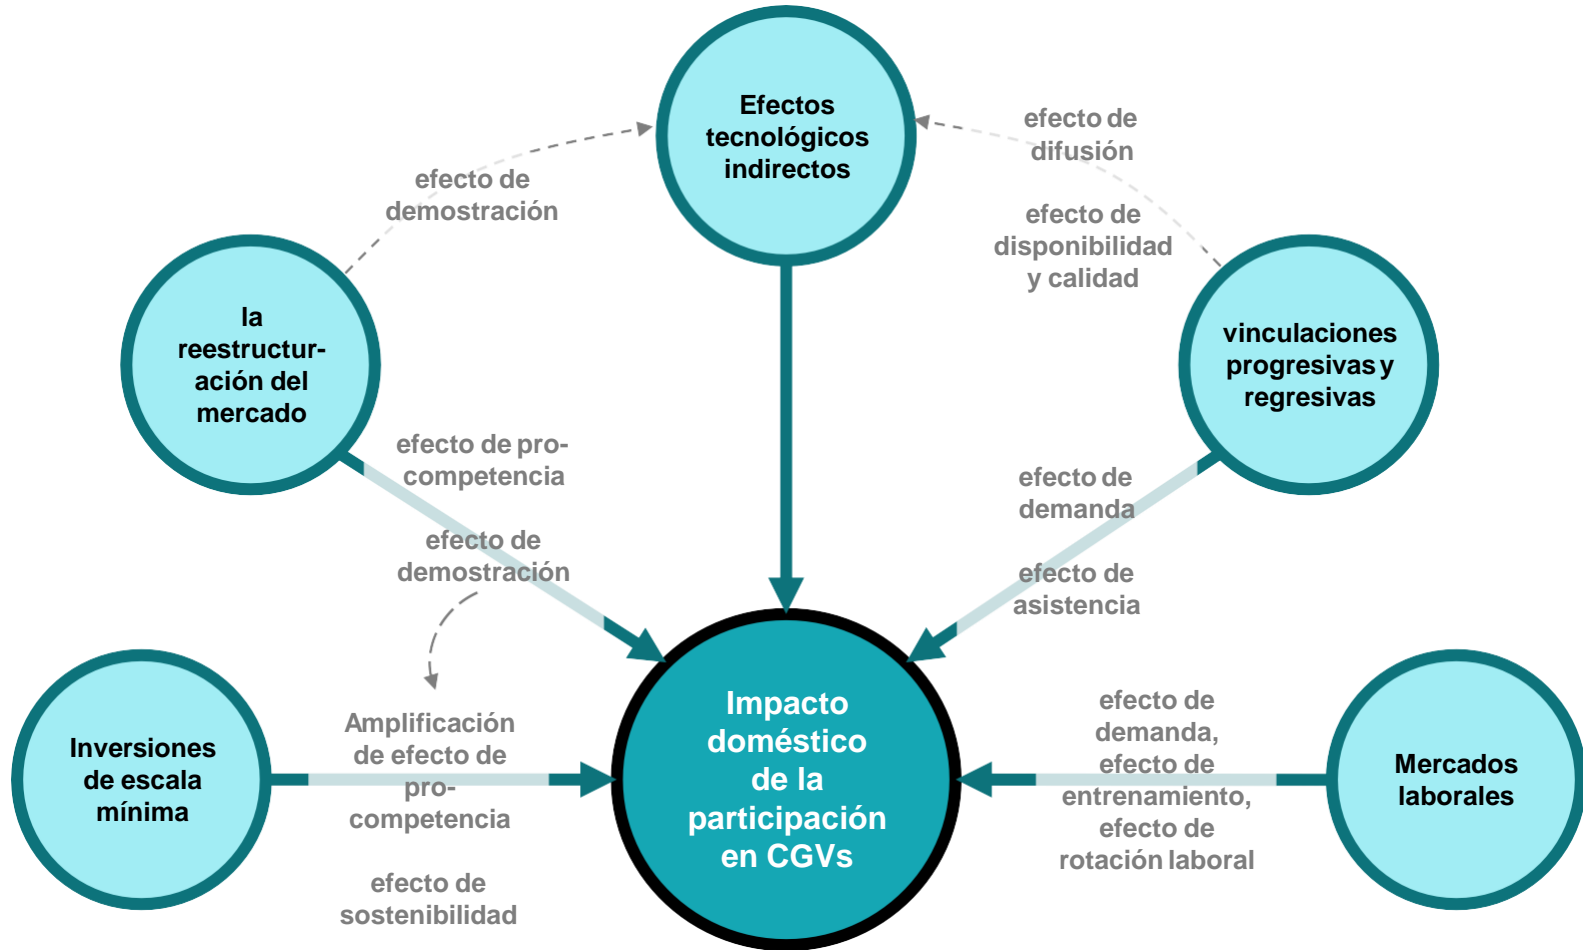 Efectos
tecnológicos
indirectos
efecto de
difusión
efecto de
demostración
efecto de
disponibilidad
y calidad
la
reestructur-
ación del
mercado
vinculaciones
progresivas y
regresivas
efecto de pro-
competencia
efecto de
demostración
efecto de
demanda
efecto de
asistencia
Inversiones
de escala
mínima
Amplificación
de efecto de
pro-
competencia
efecto de
sostenibilidad
Impacto
doméstico
de la
participación
en CGVs
efecto de
demanda,
efecto de
entrenamiento,
efecto de
rotación laboral
Mercados
laborales